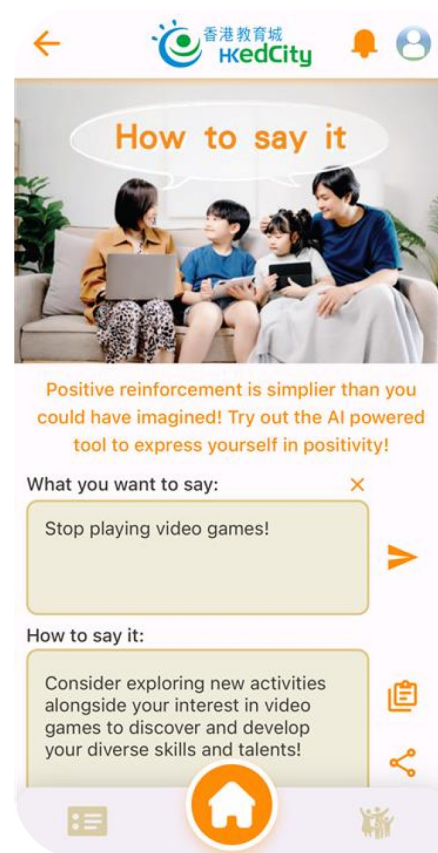 香港教育城
HKedCity
How to say it
Positive reinforcement is simplier than you
could have imagined! Try out the AI powered
tool to express yourself in positivity!
What you want to say:
Stop playing video games!
How to say it:
Consider exploring new activities
alongside your interest in video
games to discover and develop
your diverse skills and talents!